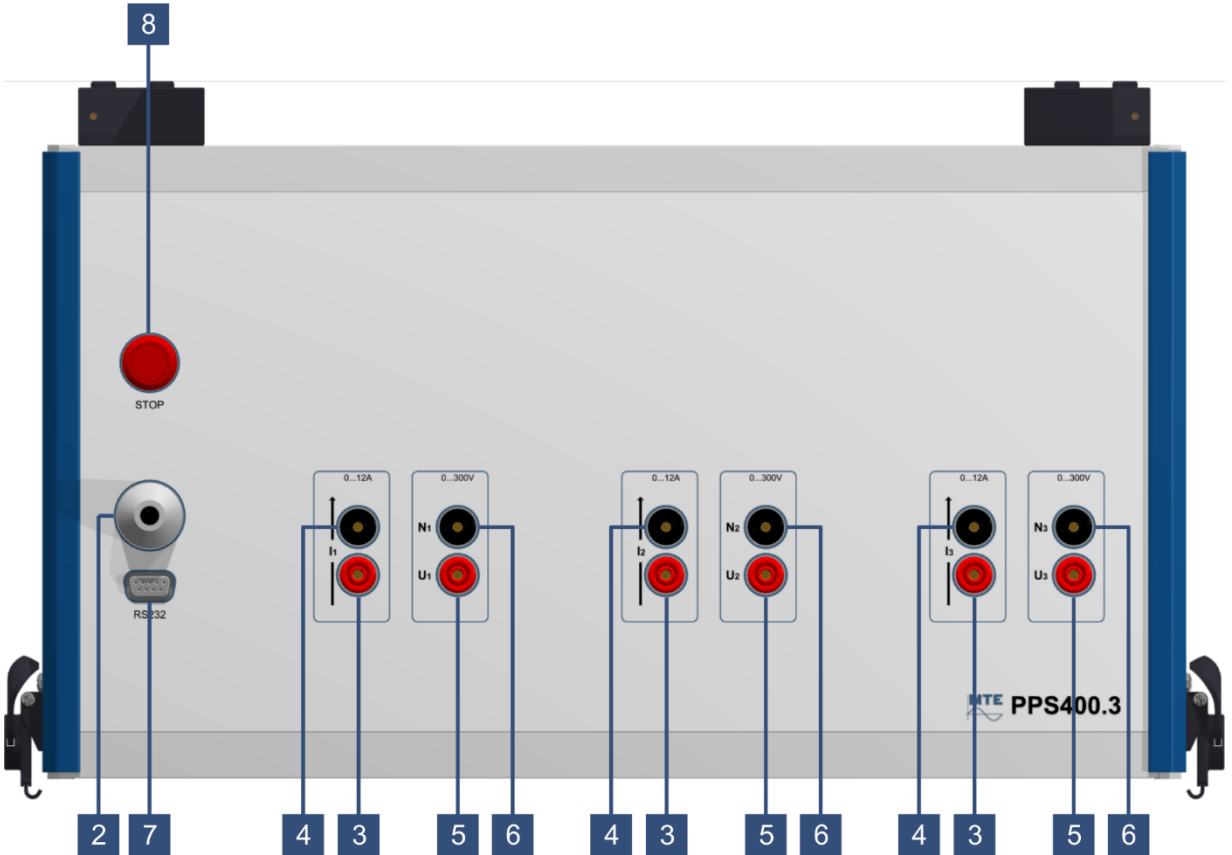 8
STOP
0...12A 0...300V 0...12A 0...300V 0...12A 0...300V
N1 N2 N3
I1 I2 I3
U1 U2 U3
RS232
MTE PPS400.3
2 7 4 3 5 6 4 3 5 6 4 3 5 6